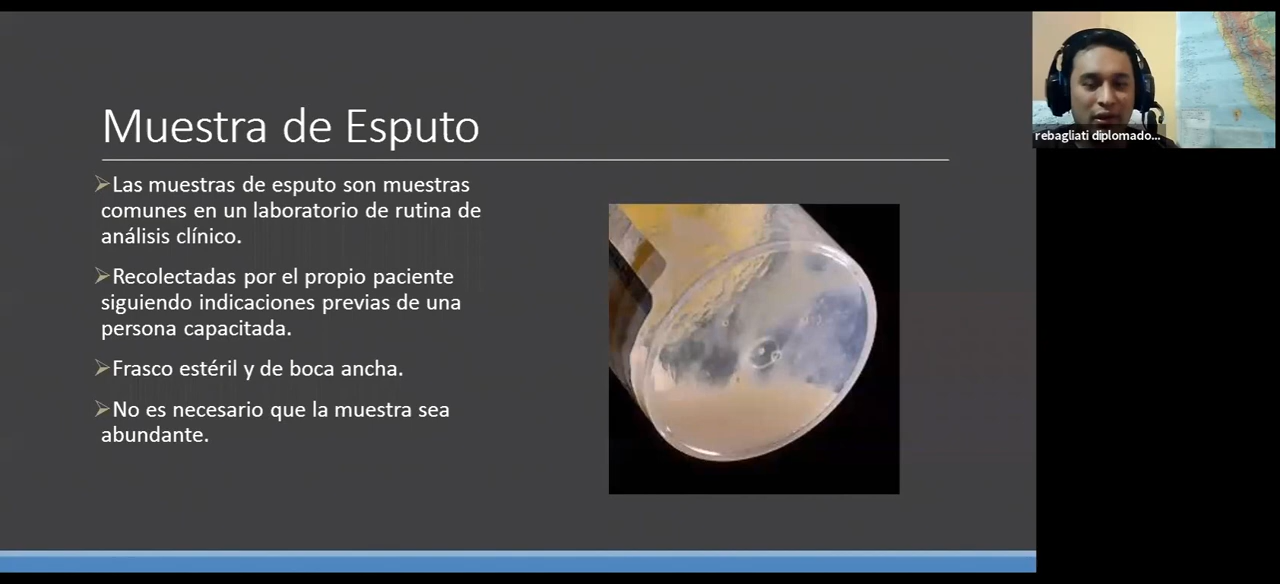 Muestra de Esputo
Las muestras de esputo son muestras
comunes en un laboratorio de rutina de
análisis clínico.
Recolectadas por el propio paciente
siguiendo indicaciones previas de una
persona capacitada.
Frasco estéril y de boca ancha.
No es necesario que la muestra sea
abundante.
rebagliati diplomado...